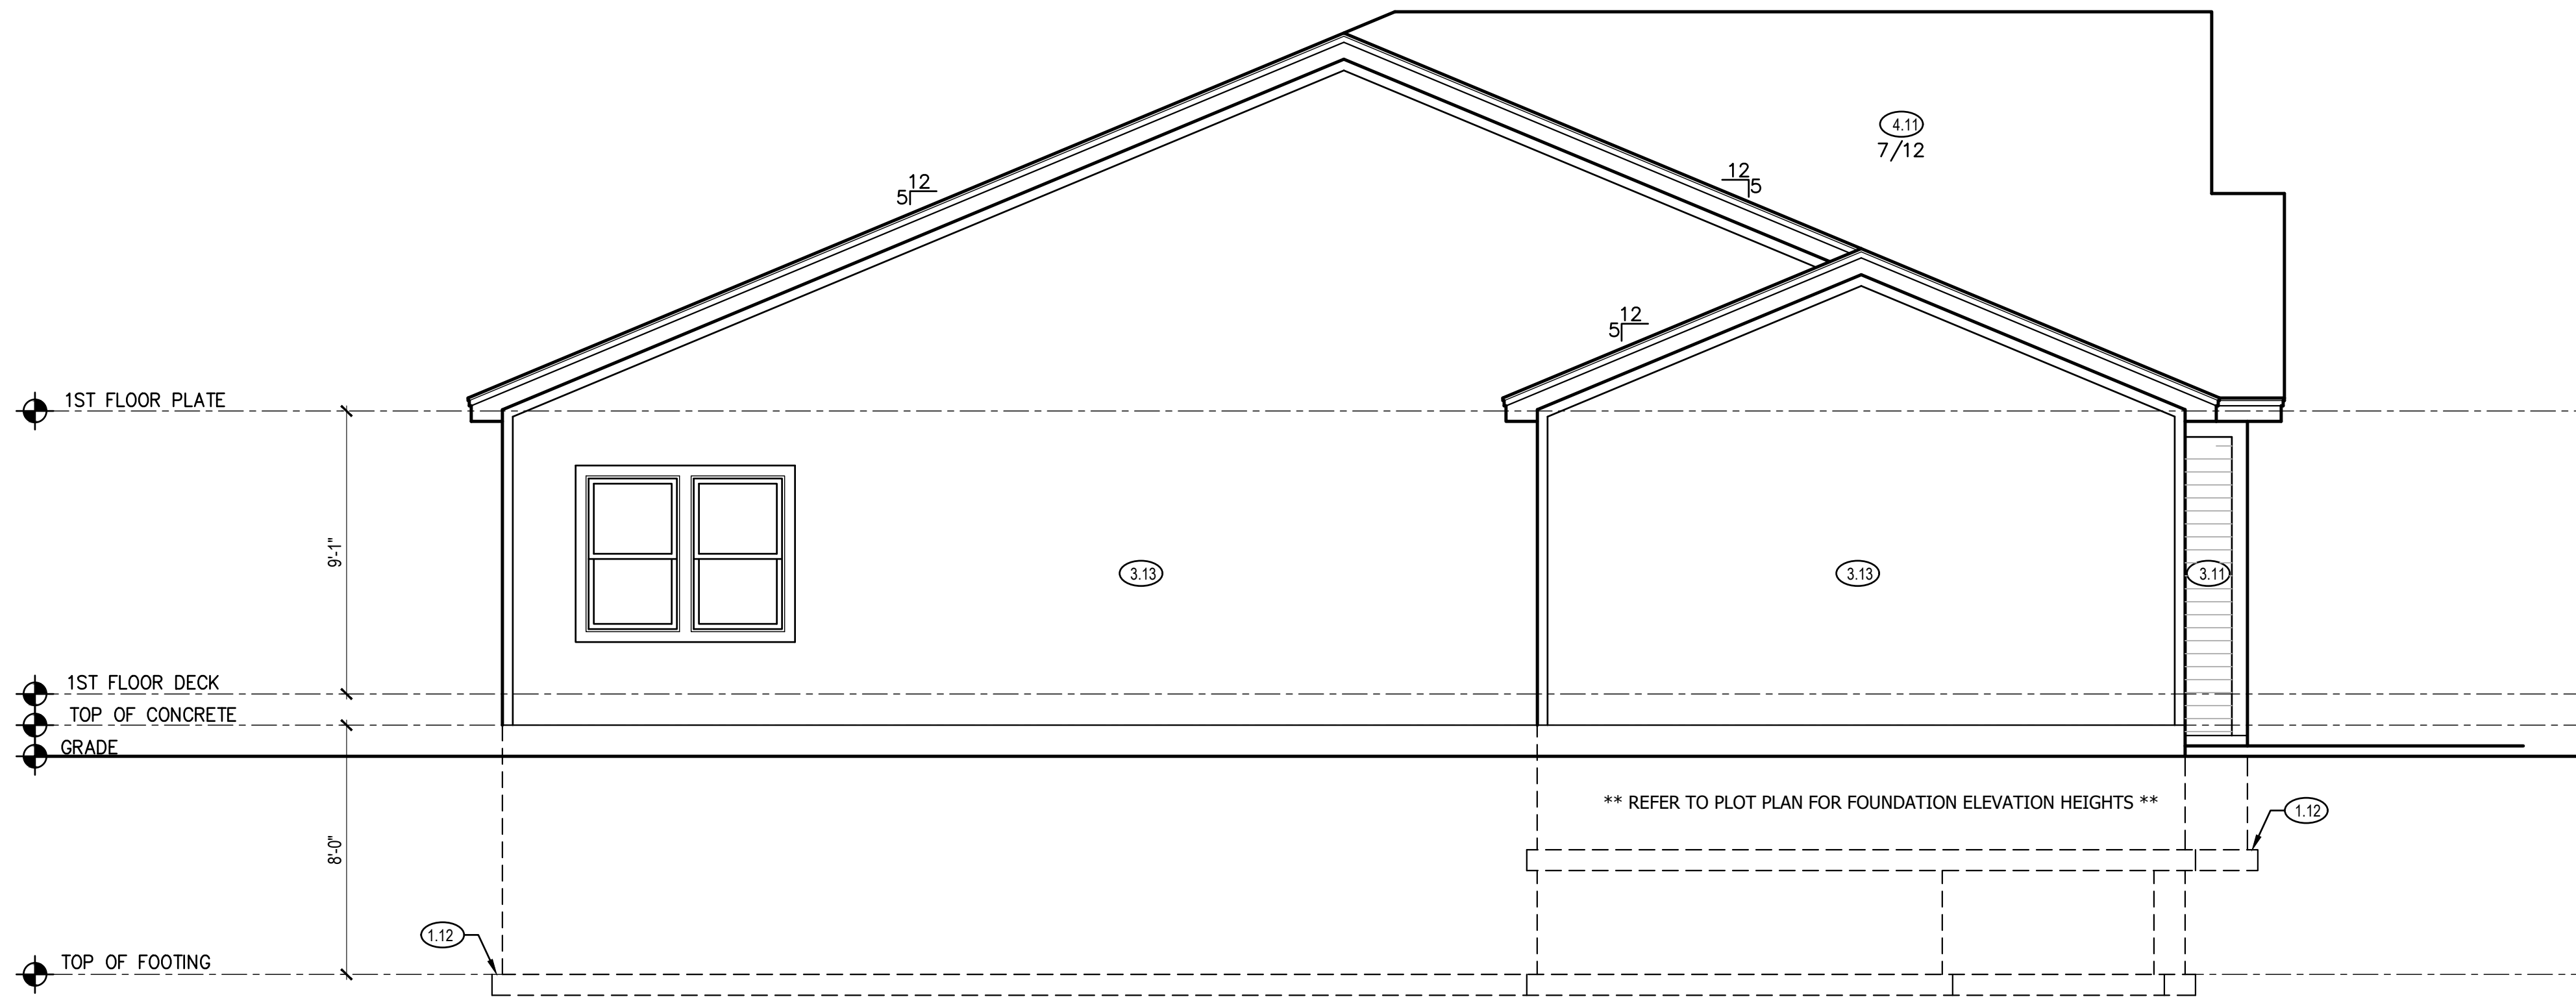 4.11
7/12
12
5
12
5
12
5
1ST FLOOR PLATE
9'-1"
3.13
3.13
3.11
1ST FLOOR DECK
TOP OF CONCRETE
GRADE
** REFER TO PLOT PLAN FOR FOUNDATION ELEVATION HEIGHTS **
1.12
8'-0"
1.12
TOP OF FOOTING